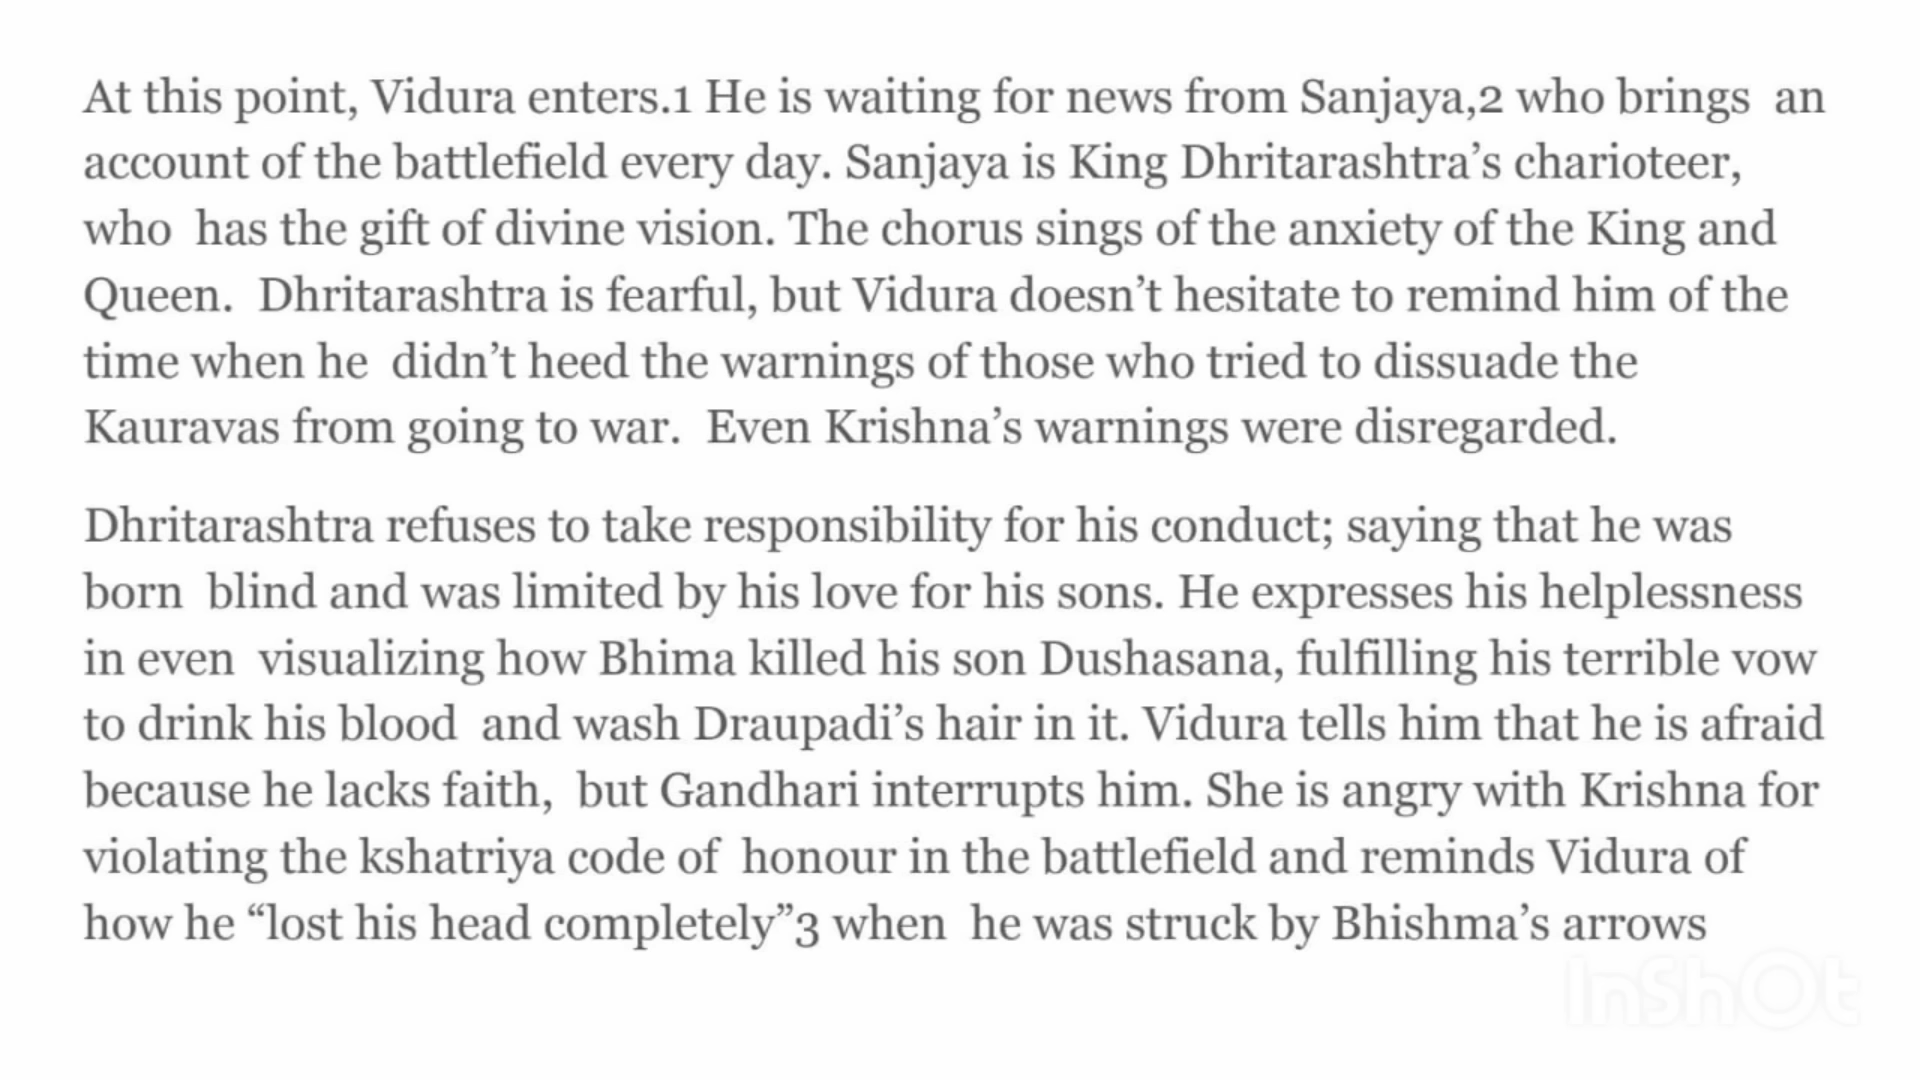 At this point, Vidura enters.1 He is waiting for news from Sanjaya,2 who brings  an
account of the battlefield every day. Sanjaya is King Dhritarashtra’s charioteer,
who  has the gift of divine vision. The chorus sings of the anxiety of the King and
Queen.  Dhritarashtra is fearful, but Vidura doesn’t hesitate to remind him of the
time when he  didn’t heed the warnings of those who tried to dissuade the
Kauravas from going to war.  Even Krishna’s warnings were disregarded.
Dhritarashtra refuses to take responsibility for his conduct; saying that he was
born  blind and was limited by his love for his sons. He expresses his helplessness
in even  visualizing how Bhima killed his son Dushasana, fulfilling his terrible vow
to drink his blood  and wash Draupadi’s hair in it. Vidura tells him that he is afraid
because he lacks faith,  but Gandhari interrupts him. She is angry with Krishna for
violating the kshatriya code of  honour in the battlefield and reminds Vidura of
how he “lost his head completely”3 when  he was struck by Bhishma’s arrows
InShOt